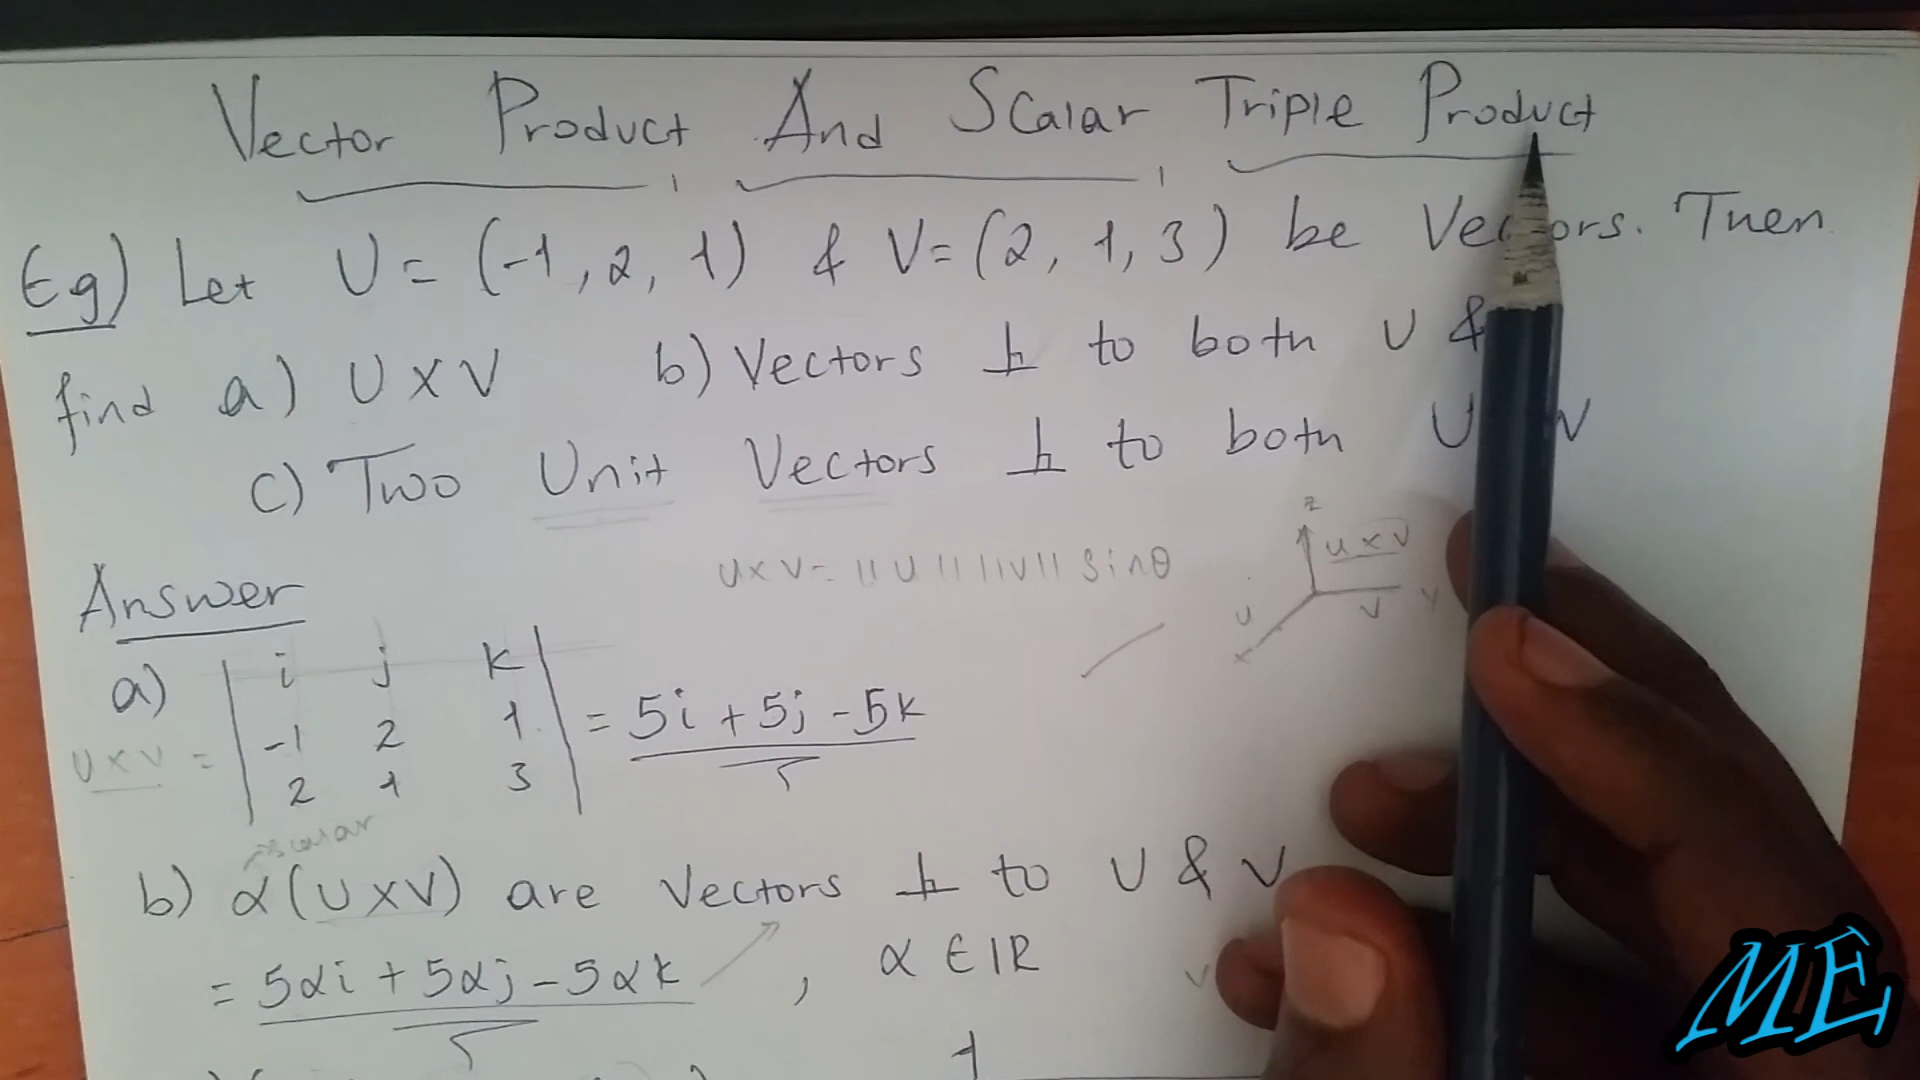 Vector Product And Scalar Triple Product
Eg) Let U = (-1, 2, 1) & V = (2, 1, 3) be Vectors. Then
find a) U X V b) Vectors ⊥ to both U &
c) Two Unit Vectors ⊥ to both U V
Answer
U x V = ||U|| ||V|| Sinθ
z
U x V
U
V
Y
x
a) i j k
U x V = -1 2 1 = 5i + 5j - 5k
2 1 3
scalar
b) α(U X V) are Vectors ⊥ to U & V
= 5αi + 5αj - 5αk , α ∈ IR
V
1
ME